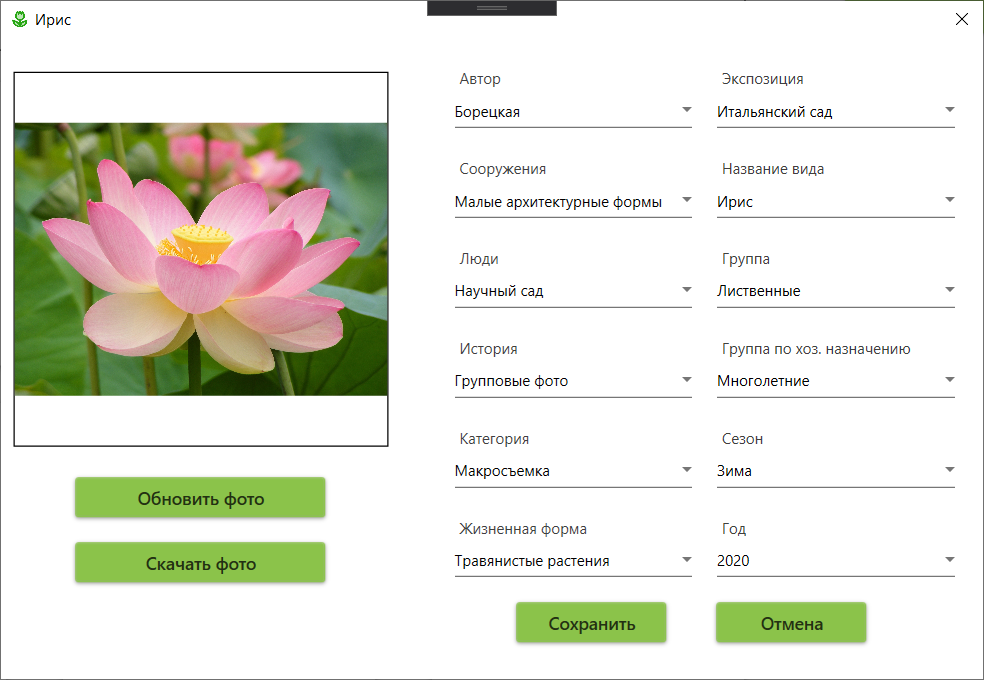 Ирис
Автор
Экспозиция
Борецкая
Итальянский сад
Сооружения
Название вида
Малые архитектурные формы
Ирис
Люди
Группа
Научный сад
Лиственные
История
Группа по хоз. назначению
Групповые фото
Многолетние
Категория
Сезон
Макросъемка
Зима
Жизненная форма
Год
Травянистые растения
2020
Обновить фото
Скачать фото
Сохранить
Отмена